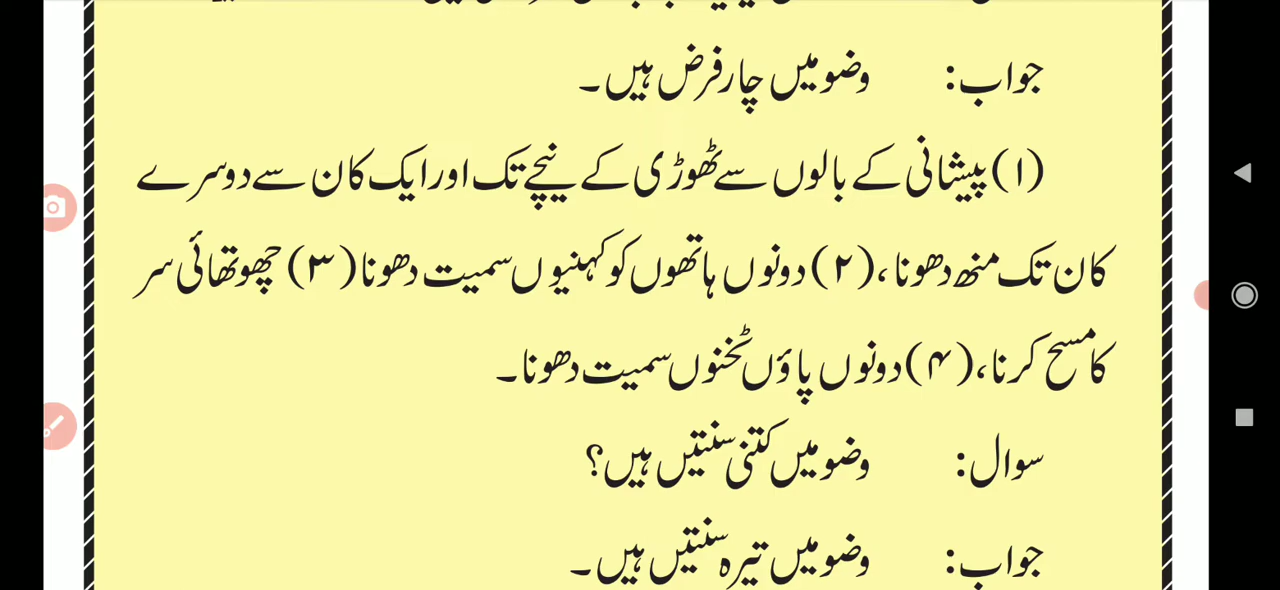 جواب: وضو میں چار فرض ہیں۔
(۱) پیشانی کے بالوں سے ٹھوڑی کے نیچے تک اور ایک کان سے دوسرے
کان تک منھ دھونا، (۲) دونوں ہاتھوں کو کہنیوں سمیت دھونا (۳) چھوتھائی سر
کا مسح کرنا، (۴) دونوں پاؤں ٹخنوں سمیت دھونا۔
سوال: وضو میں کتنی سنتیں ہیں؟
جواب: وضو میں تیرہ سنتیں ہیں۔